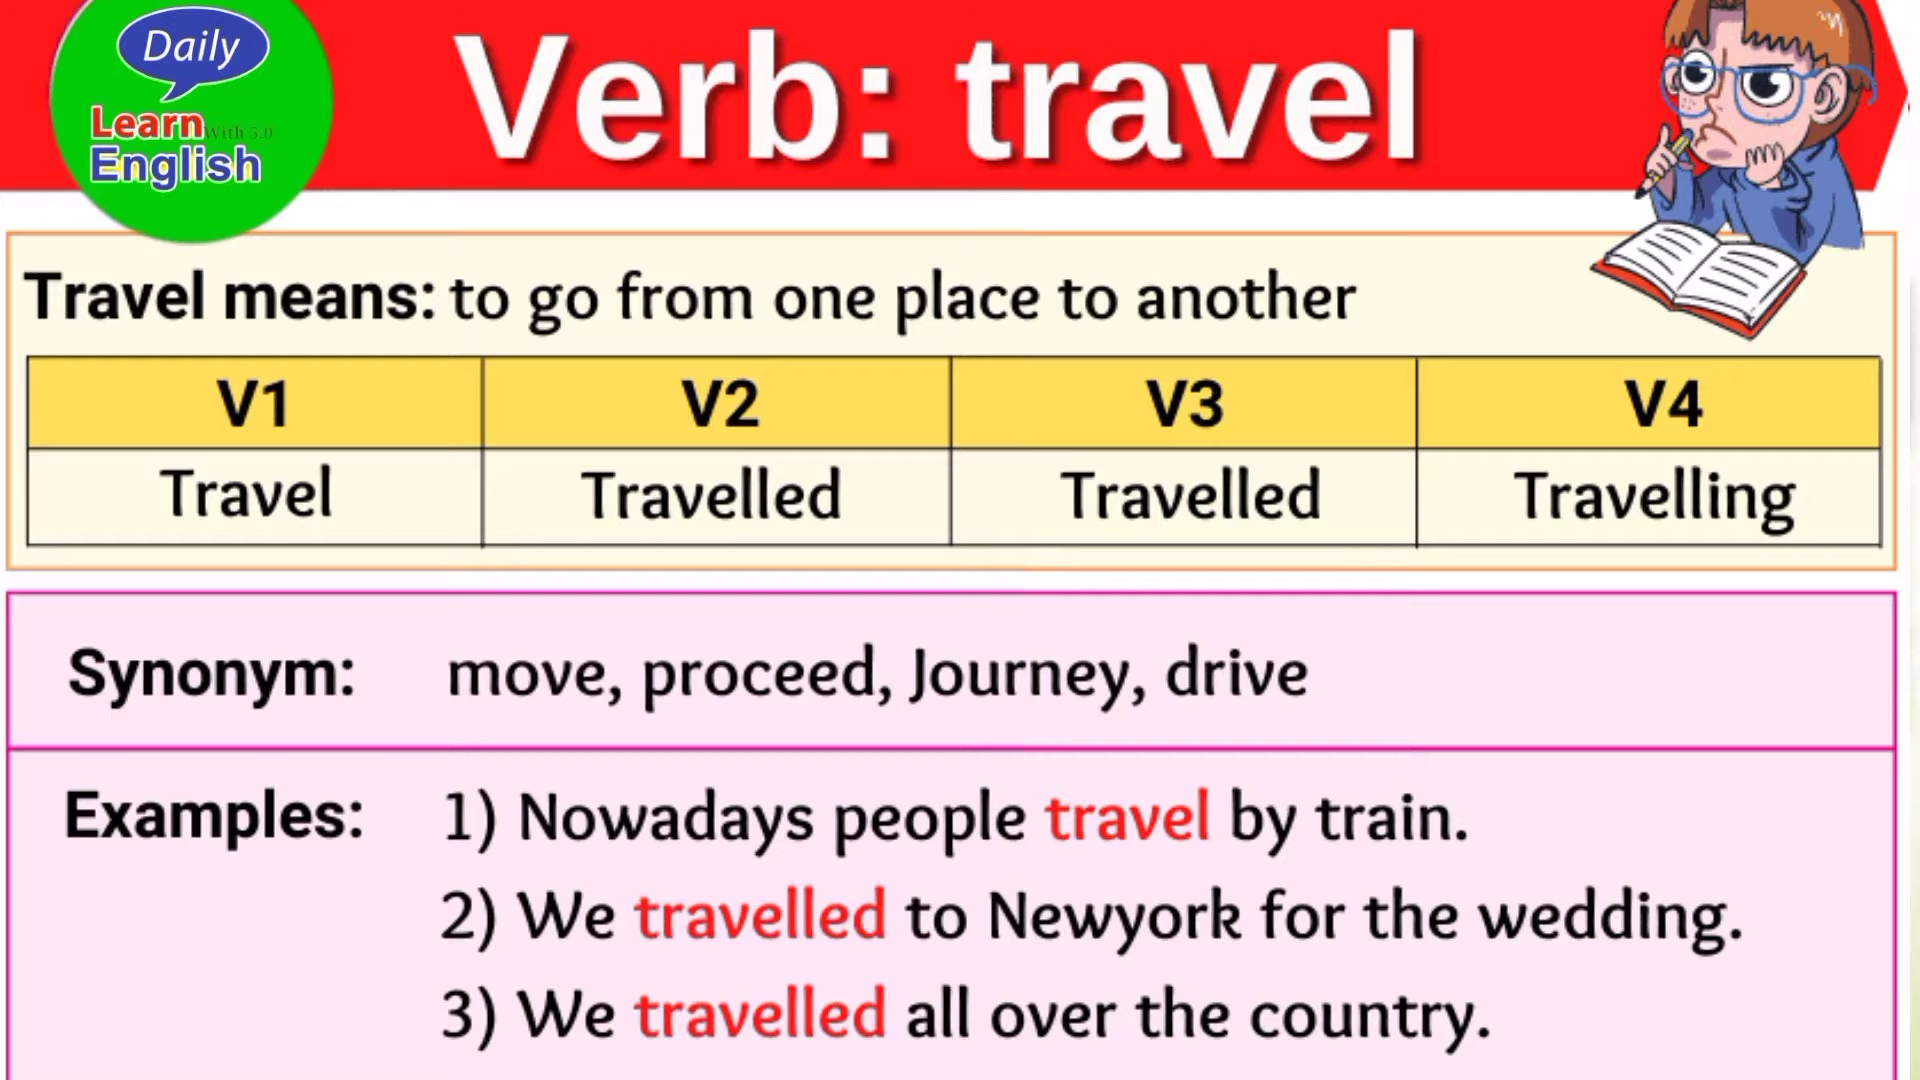 Daily
Learn With 5.0
English
Verb: travel
Travel means: to go from one place to another
V1 V2 V3 V4
Travel Travelled Travelled Travelling
Synonym: move, proceed, Journey, drive
Examples: 1) Nowadays people travel by train.
2) We travelled to Newyork for the wedding.
3) We travelled all over the country.